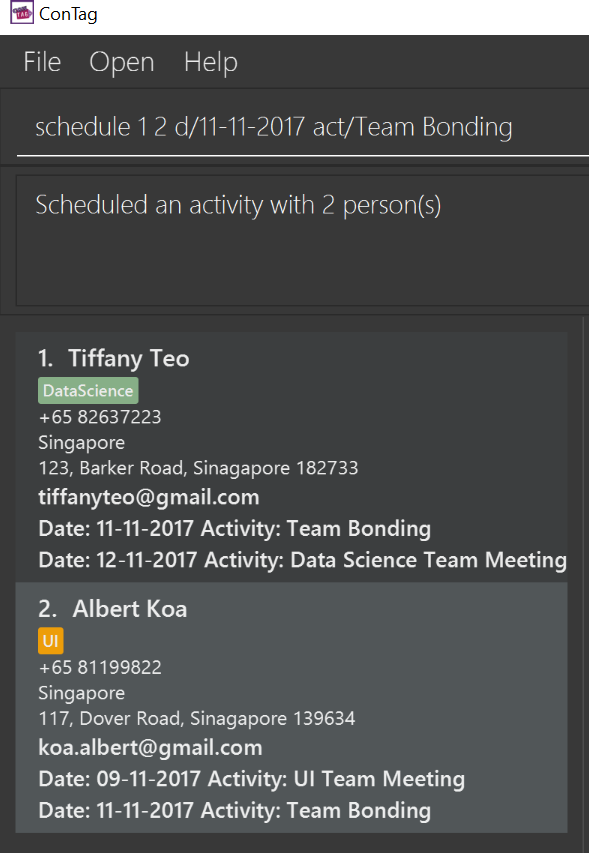 ConTag
File Open Help
schedule 1 2 d/11-11-2017 act/Team Bonding
Scheduled an activity with 2 person(s)
1. Tiffany Teo
DataScience
+65 82637223
Singapore
123, Barker Road, Sinagapore 182733
tiffanyteo@gmail.com
Date: 11-11-2017 Activity: Team Bonding
Date: 12-11-2017 Activity: Data Science Team Meeting
2. Albert Koa
UI
+65 81199822
Singapore
117, Dover Road, Sinagapore 139634
koa.albert@gmail.com
Date: 09-11-2017 Activity: UI Team Meeting
Date: 11-11-2017 Activity: Team Bonding